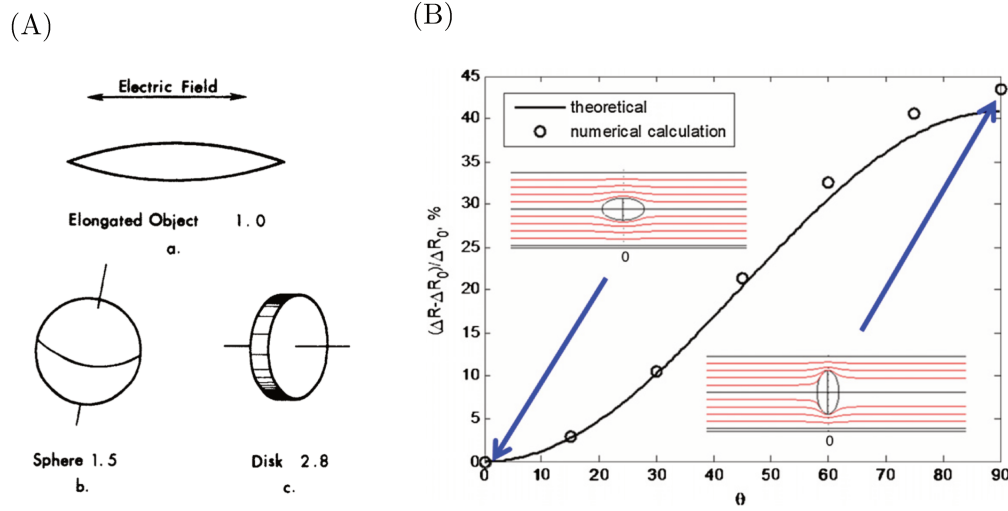 (A)
Electric Field
Elongated Object 1.0
a.
Sphere 1.5
b.
Disk 2.8
c.
(B)
(ΔR-ΔR0)/ΔR0, %
45
40
35
30
25
20
15
10
5
0
theoretical
numerical calculation
0
0
0 10 20 30 40 50 60 70 80 90
θ